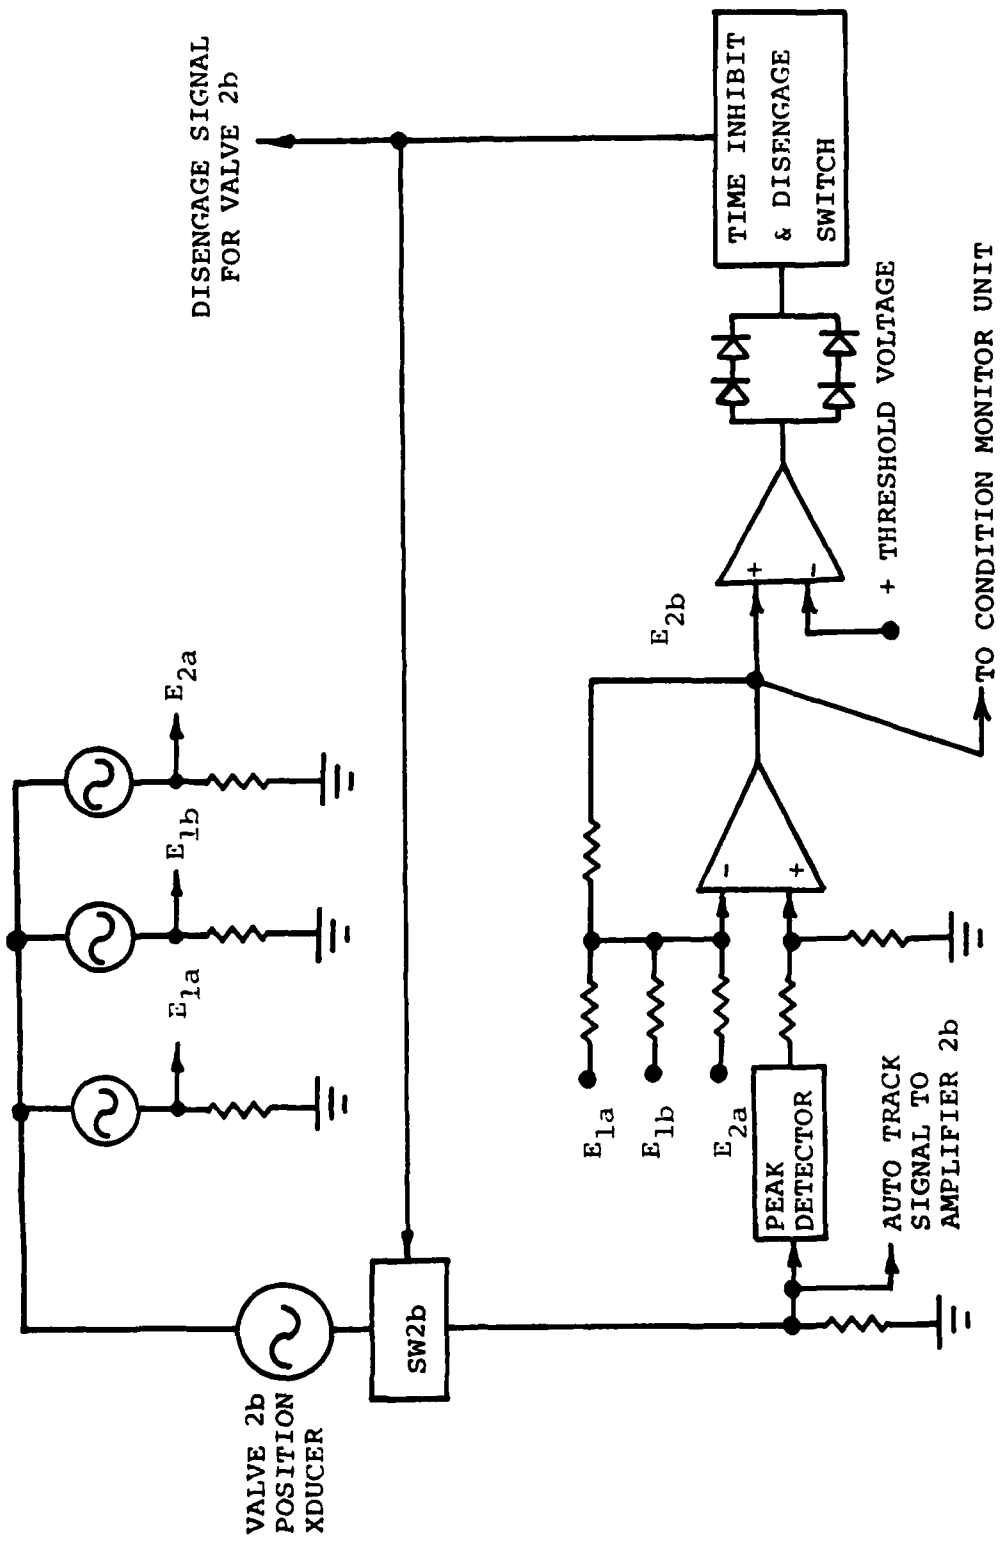 DISENGAGE SIGNAL
FOR VALVE 2b
E2a
E1b
E1a
VALVE 2b
POSITION
XDUCER
SW2b
TIME INHIBIT
& DISENGAGE
SWITCH
E2b
+
-
+ THRESHOLD VOLTAGE
-
+
E1a
E1b
E2a
PEAK
DETECTOR
AUTO TRACK
SIGNAL TO
AMPLIFIER 2b
TO CONDITION MONITOR UNIT